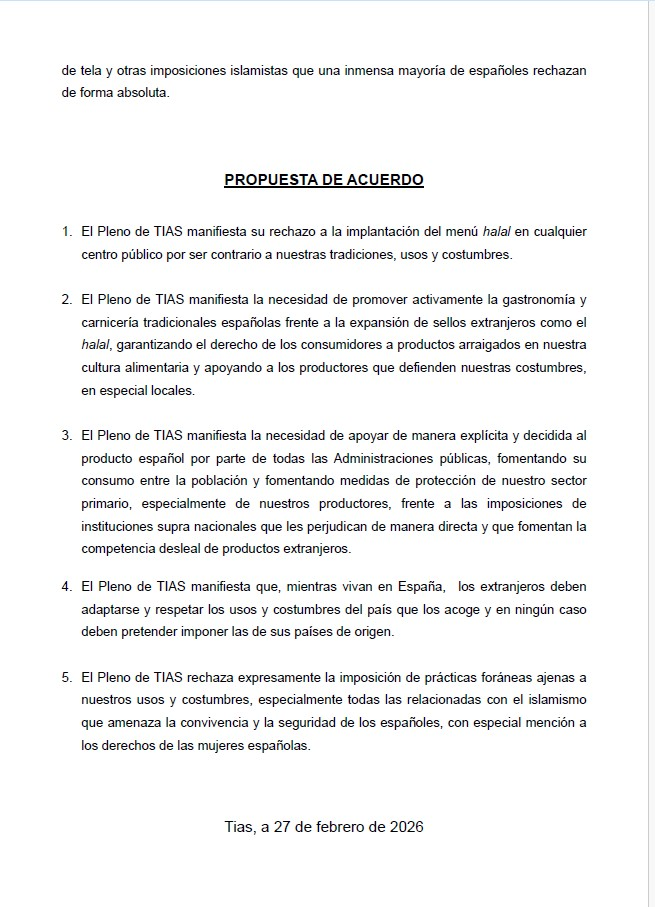 de tela y otras imposiciones islamistas que una inmensa mayoría de españoles rechazan
de forma absoluta.
PROPUESTA DE ACUERDO
1. El Pleno de TIAS manifiesta su rechazo a la implantación del menú halal en cualquier
centro público por ser contrario a nuestras tradiciones, usos y costumbres.
2. El Pleno de TIAS manifiesta la necesidad de promover activamente la gastronomía y
carnicería tradicionales españolas frente a la expansión de sellos extranjeros como el
halal, garantizando el derecho de los consumidores a productos arraigados en nuestra
cultura alimentaria y apoyando a los productores que defienden nuestras costumbres,
en especial locales.
3. El Pleno de TIAS manifiesta la necesidad de apoyar de manera explícita y decidida al
producto español por parte de todas las Administraciones públicas, fomentando su
consumo entre la población y fomentando medidas de protección de nuestro sector
primario, especialmente de nuestros productores, frente a las imposiciones de
instituciones supra nacionales que les perjudican de manera directa y que fomentan la
competencia desleal de productos extranjeros.
4. El Pleno de TIAS manifiesta que, mientras vivan en España,  los extranjeros deben
adaptarse y respetar los usos y costumbres del país que los acoge y en ningún caso
deben pretender imponer las de sus países de origen.
5. El Pleno de TIAS rechaza expresamente la imposición de prácticas foráneas ajenas a
nuestros usos y costumbres, especialmente todas las relacionadas con el islamismo
que amenaza la convivencia y la seguridad de los españoles, con especial mención a
los derechos de las mujeres españolas.
Tias, a 27 de febrero de 2026